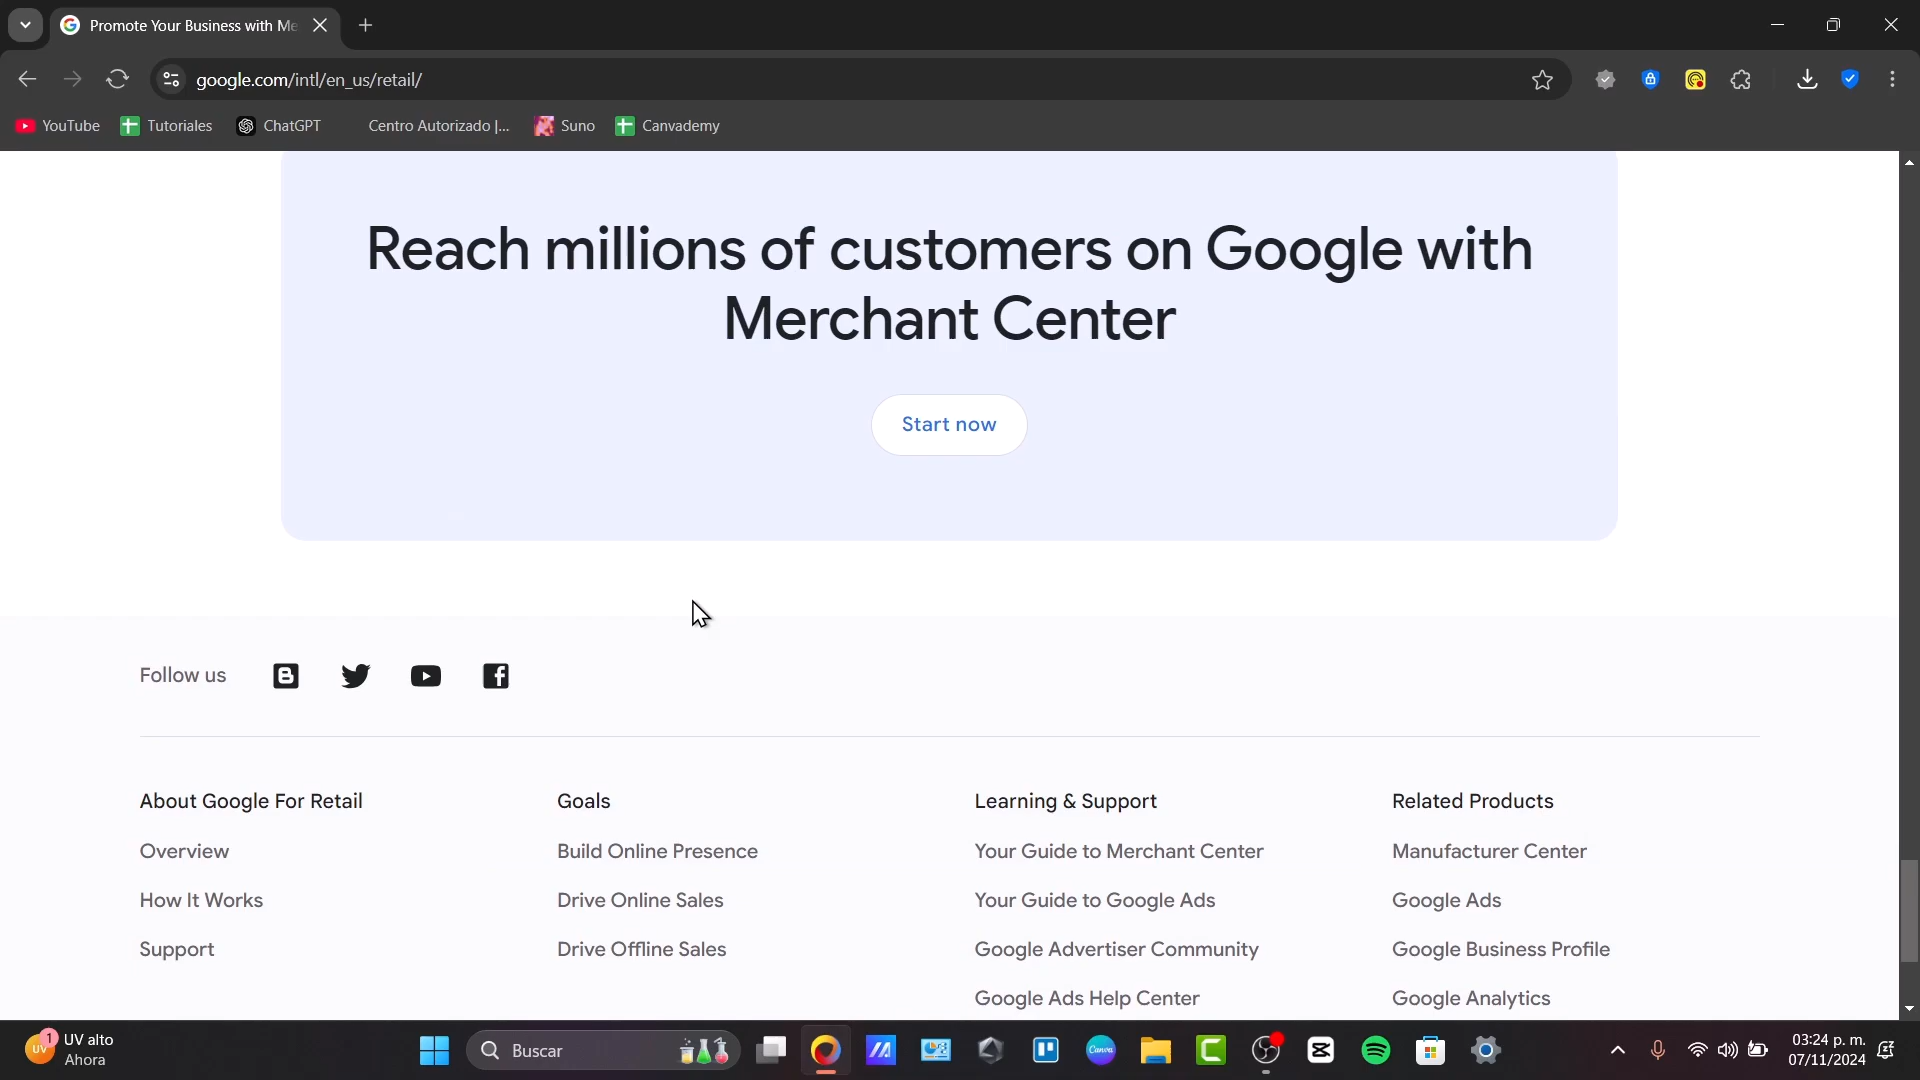 Promote Your Business with Me
google.com/intl/en_us/retail/
YouTube Tutoriales ChatGPT Centro Autorizado |... Suno Canvademy
Reach millions of customers on Google with
Merchant Center
Start now
Follow us
About Google For Retail
Overview
How It Works
Support
Goals
Build Online Presence
Drive Online Sales
Drive Offline Sales
Learning & Support
Your Guide to Merchant Center
Your Guide to Google Ads
Google Advertiser Community
Google Ads Help Center
Related Products
Manufacturer Center
Google Ads
Google Business Profile
Google Analytics
UV 1
UV alto
Ahora
Buscar
Canva
03:24 p. m.
07/11/2024